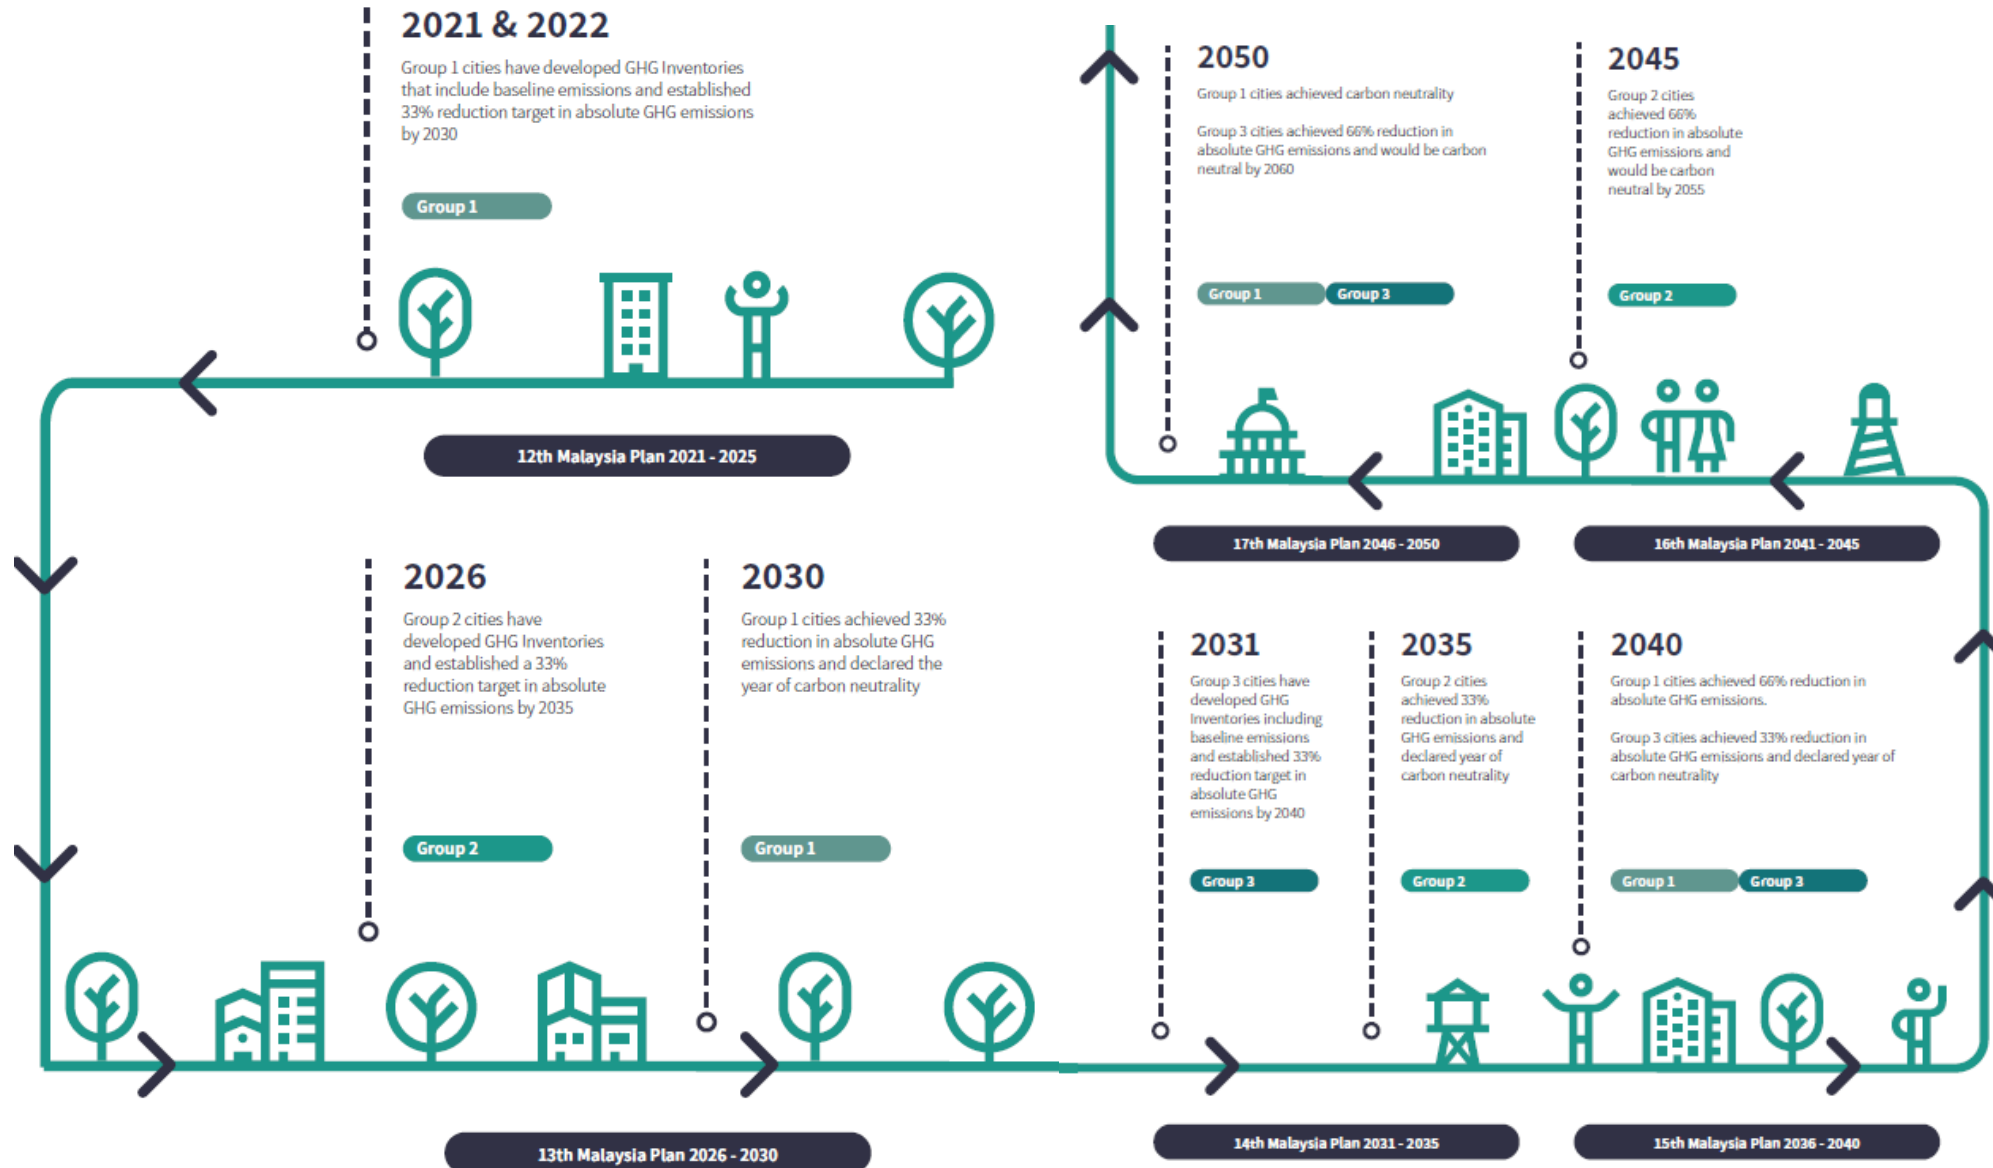 2021 & 2022
Group 1 cities have developed GHG Inventories
that include baseline emissions and established
33% reduction target in absolute GHG emissions
by 2030
Group 1
12th Malaysia Plan 2021 - 2025
2026
Group 2 cities have
developed GHG Inventories
and established a 33%
reduction target in absolute
GHG emissions by 2035
Group 2
2030
Group 1 cities achieved 33%
reduction in absolute GHG
emissions and declared the
year of carbon neutrality
Group 1
13th Malaysia Plan 2026 - 2030
2031
Group 3 cities have
developed GHG
Inventories including
baseline emissions
and established 33%
reduction target in
absolute GHG
emissions by 2040
Group 3
2035
Group 2 cities
achieved 33%
reduction in absolute
GHG emissions and
declared year of
carbon neutrality
Group 2
14th Malaysia Plan 2031 - 2035
2040
Group 1 cities achieved 66% reduction in
absolute GHG emissions.
Group 3 cities achieved 33% reduction in
absolute GHG emissions and declared year of
carbon neutrality
Group 1
Group 3
15th Malaysia Plan 2036 - 2040
2045
Group 2 cities
achieved 66%
reduction in absolute
GHG emissions and
would be carbon
neutral by 2055
Group 2
16th Malaysia Plan 2041 - 2045
2050
Group 1 cities achieved carbon neutrality
Group 3 cities achieved 66% reduction in
absolute GHG emissions and would be carbon
neutral by 2060
Group 1
Group 3
17th Malaysia Plan 2046 - 2050